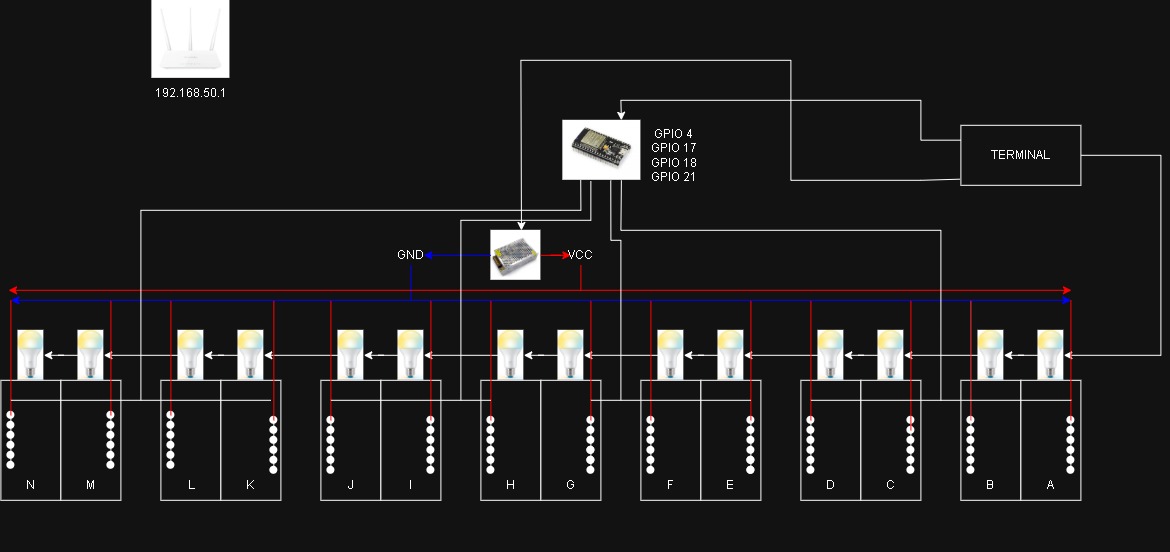 192.168.50.1
GPIO 4
GPIO 17
GPIO 18
GPIO 21
TERMINAL
GND
VCC
N
M
L
K
J
I
H
G
F
E
D
C
B
A